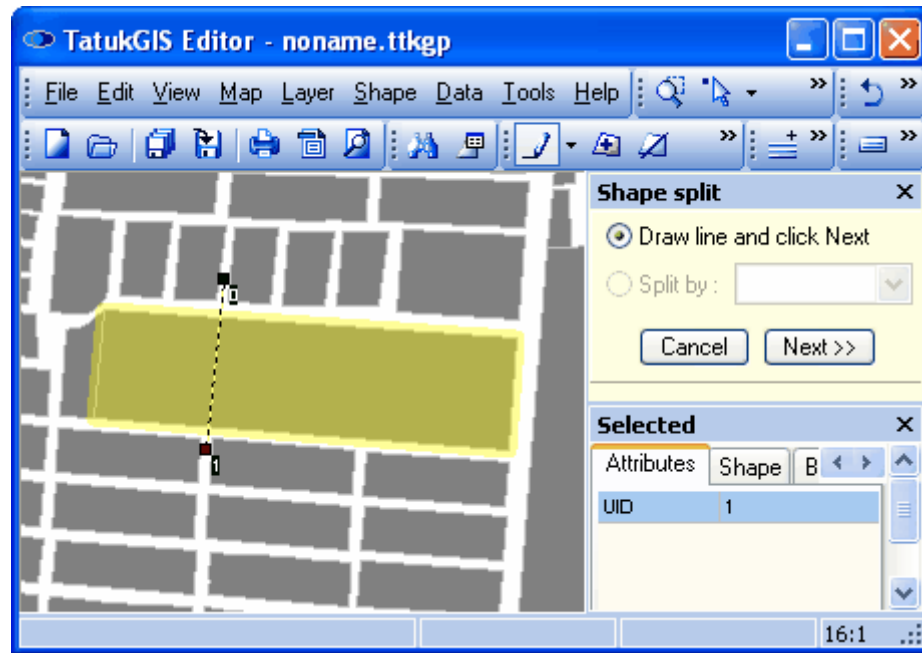 TatukGIS Editor - noname.ttkgp
File Edit View Map Layer Shape Data Tools Help
Shape split
Draw line and click Next
Split by :
Cancel Next >>
0
1
Selected
Attributes Shape B
UID 1
16:1